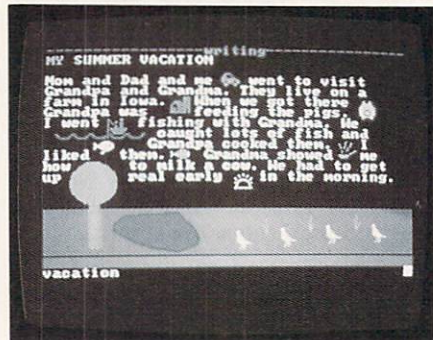 writing
MY SUMMER VACATION
Mom and Dad and me went to visit
Grandpa and Grandma. They live on a
farm in Iowa. When we got there
Grandpa was feeding the pigs.
I went fishing with Grandma. We
caught lots of fish and
Grandpa cooked them. I
liked them. Grandma showed me
how to milk a cow. We had to get
up real early in the morning.
vacation